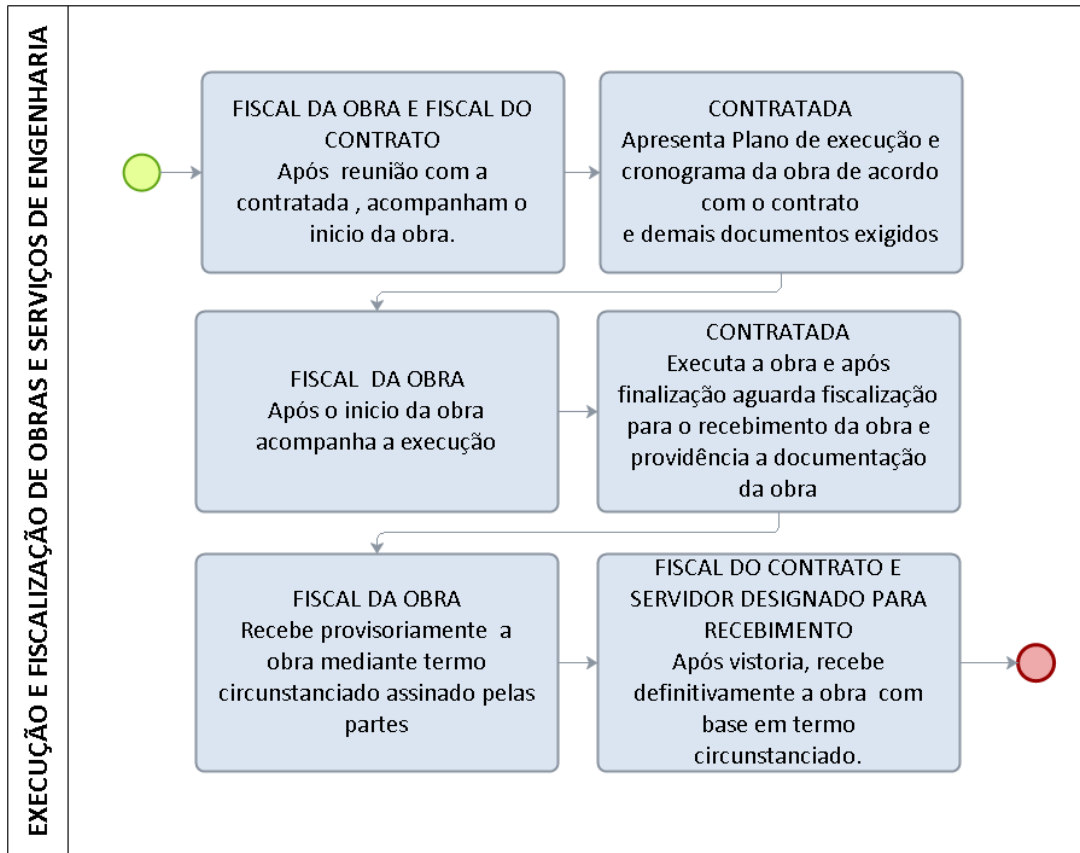 EXECUÇÃO E FISCALIZAÇÃO DE OBRAS E SERVIÇOS DE ENGENHARIA
FISCAL DA OBRA E FISCAL DO
CONTRATO
Após reunião com a
contratada , acompanham o
inicio da obra.
CONTRATADA
Apresenta Plano de execução e
cronograma da obra de acordo
com o contrato
e demais documentos exigidos
FISCAL DA OBRA
Após o inicio da obra
acompanha a execução
CONTRATADA
Executa a obra e após
finalização aguarda fiscalização
para o recebimento da obra e
providência a documentação
da obra
FISCAL DA OBRA
Recebe provisoriamente a
obra mediante termo
circunstanciado assinado pelas
partes
FISCAL DO CONTRATO E
SERVIDOR DESIGNADO PARA
RECEBIMENTO
Após vistoria, recebe
definitivamente a obra com
base em termo
circunstanciado.